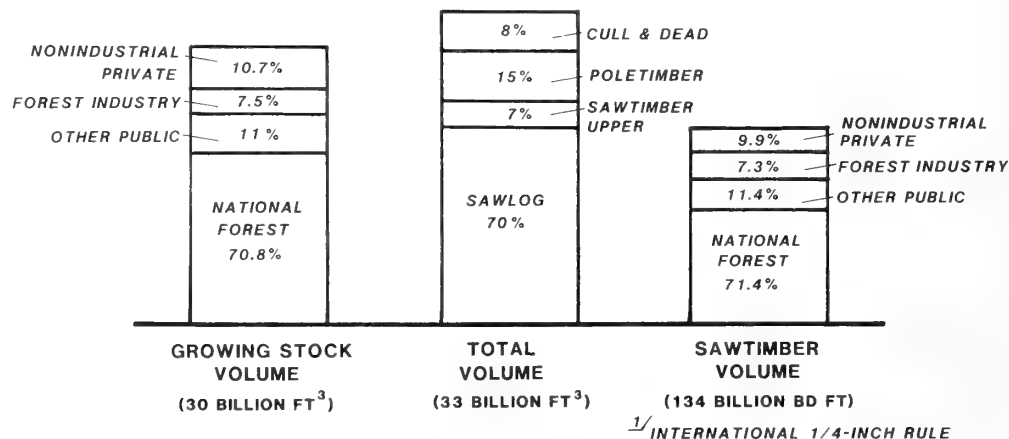 NONINDUSTRIAL
PRIVATE
10.7%
FOREST INDUSTRY
7.5%
OTHER PUBLIC
11%
NATIONAL
FOREST
70.8%
8%
CULL & DEAD
15%
POLETIMBER
7%
SAWTIMBER
UPPER
SAWLOG
70%
9.9%
NONINDUSTRIAL
PRIVATE
7.3%
FOREST INDUSTRY
11.4%
OTHER PUBLIC
NATIONAL
FOREST
71.4%
GROWING STOCK
VOLUME
(30 BILLION FT³)
TOTAL
VOLUME
(33 BILLION FT³)
SAWTIMBER
VOLUME
(134 BILLION BD FT)
1/ INTERNATIONAL 1/4-INCH RULE